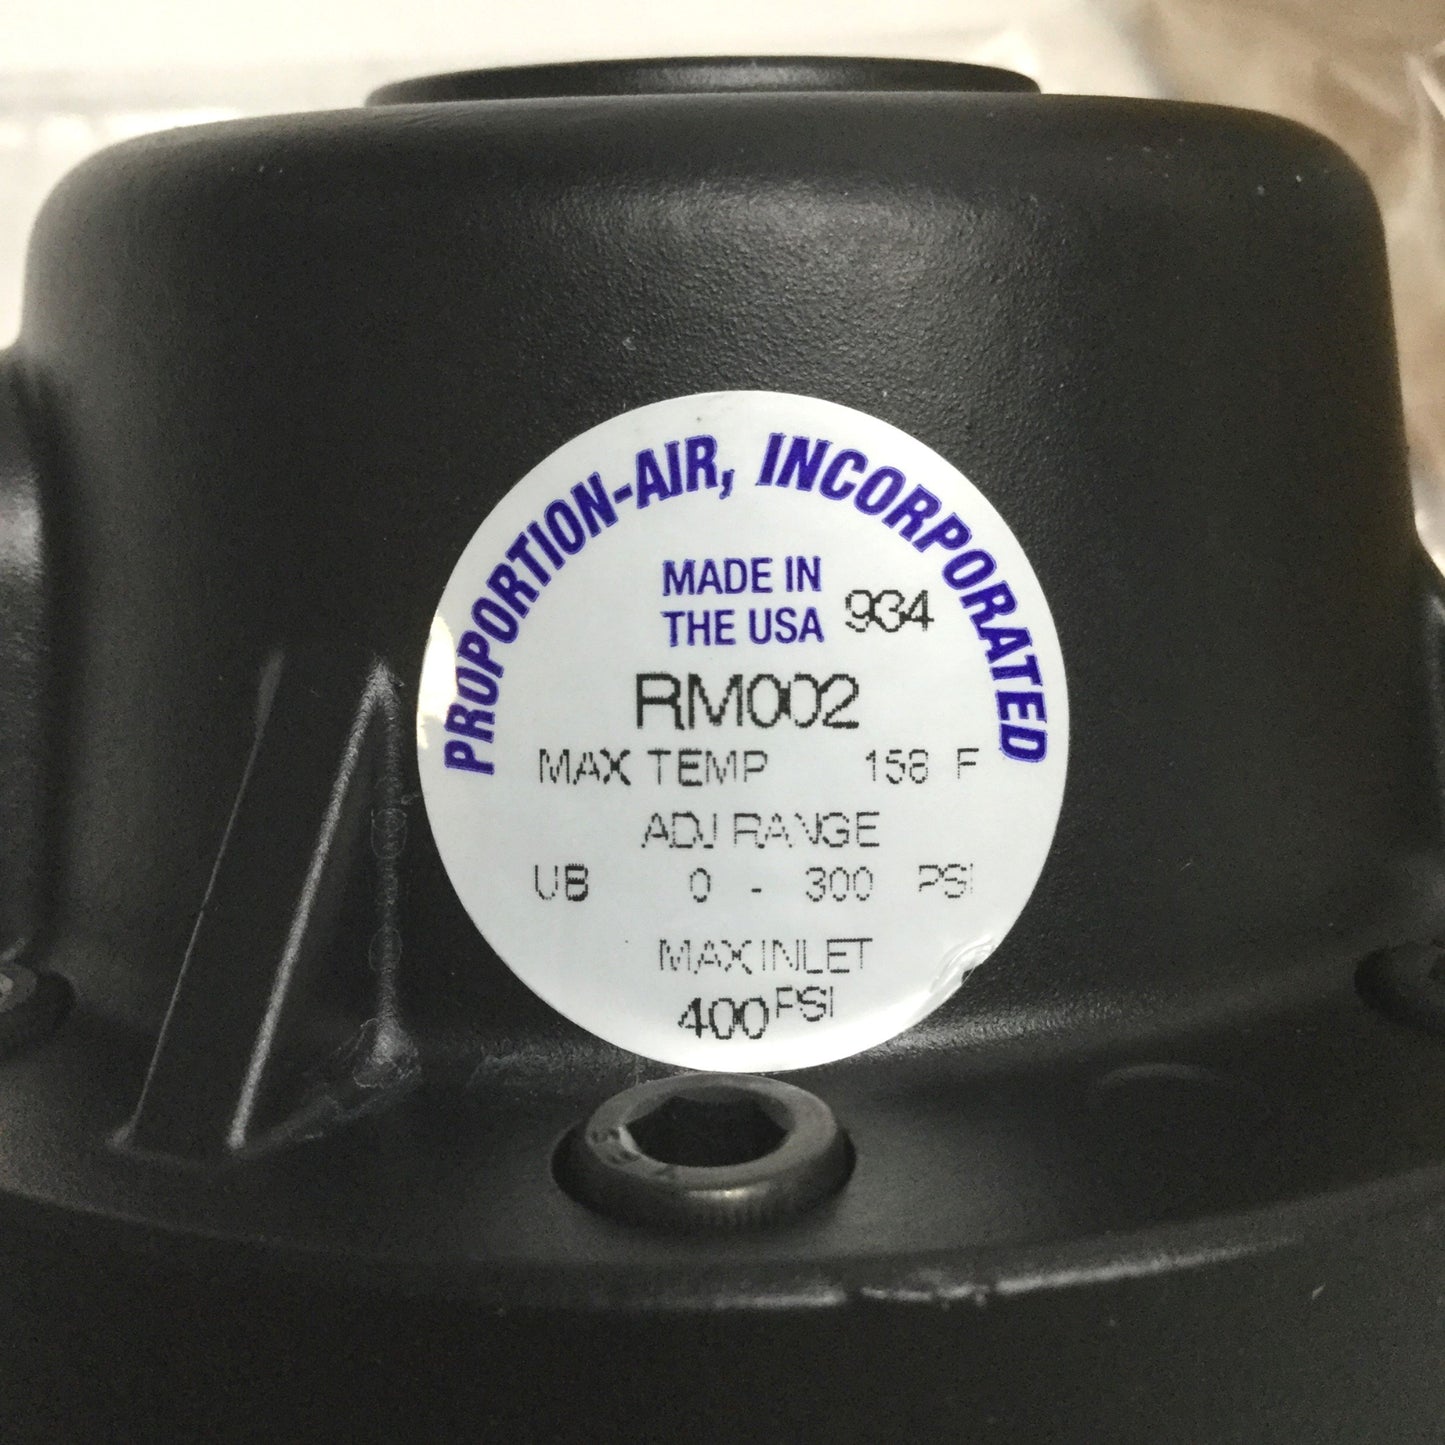 PROPORTION-AIR, INCORPORATED
MADE IN
THE USA 934
RM002
MAX TEMP 158 F
ADJ RANGE
UB 0 - 300 PSI
MAX INLET
400 PSI